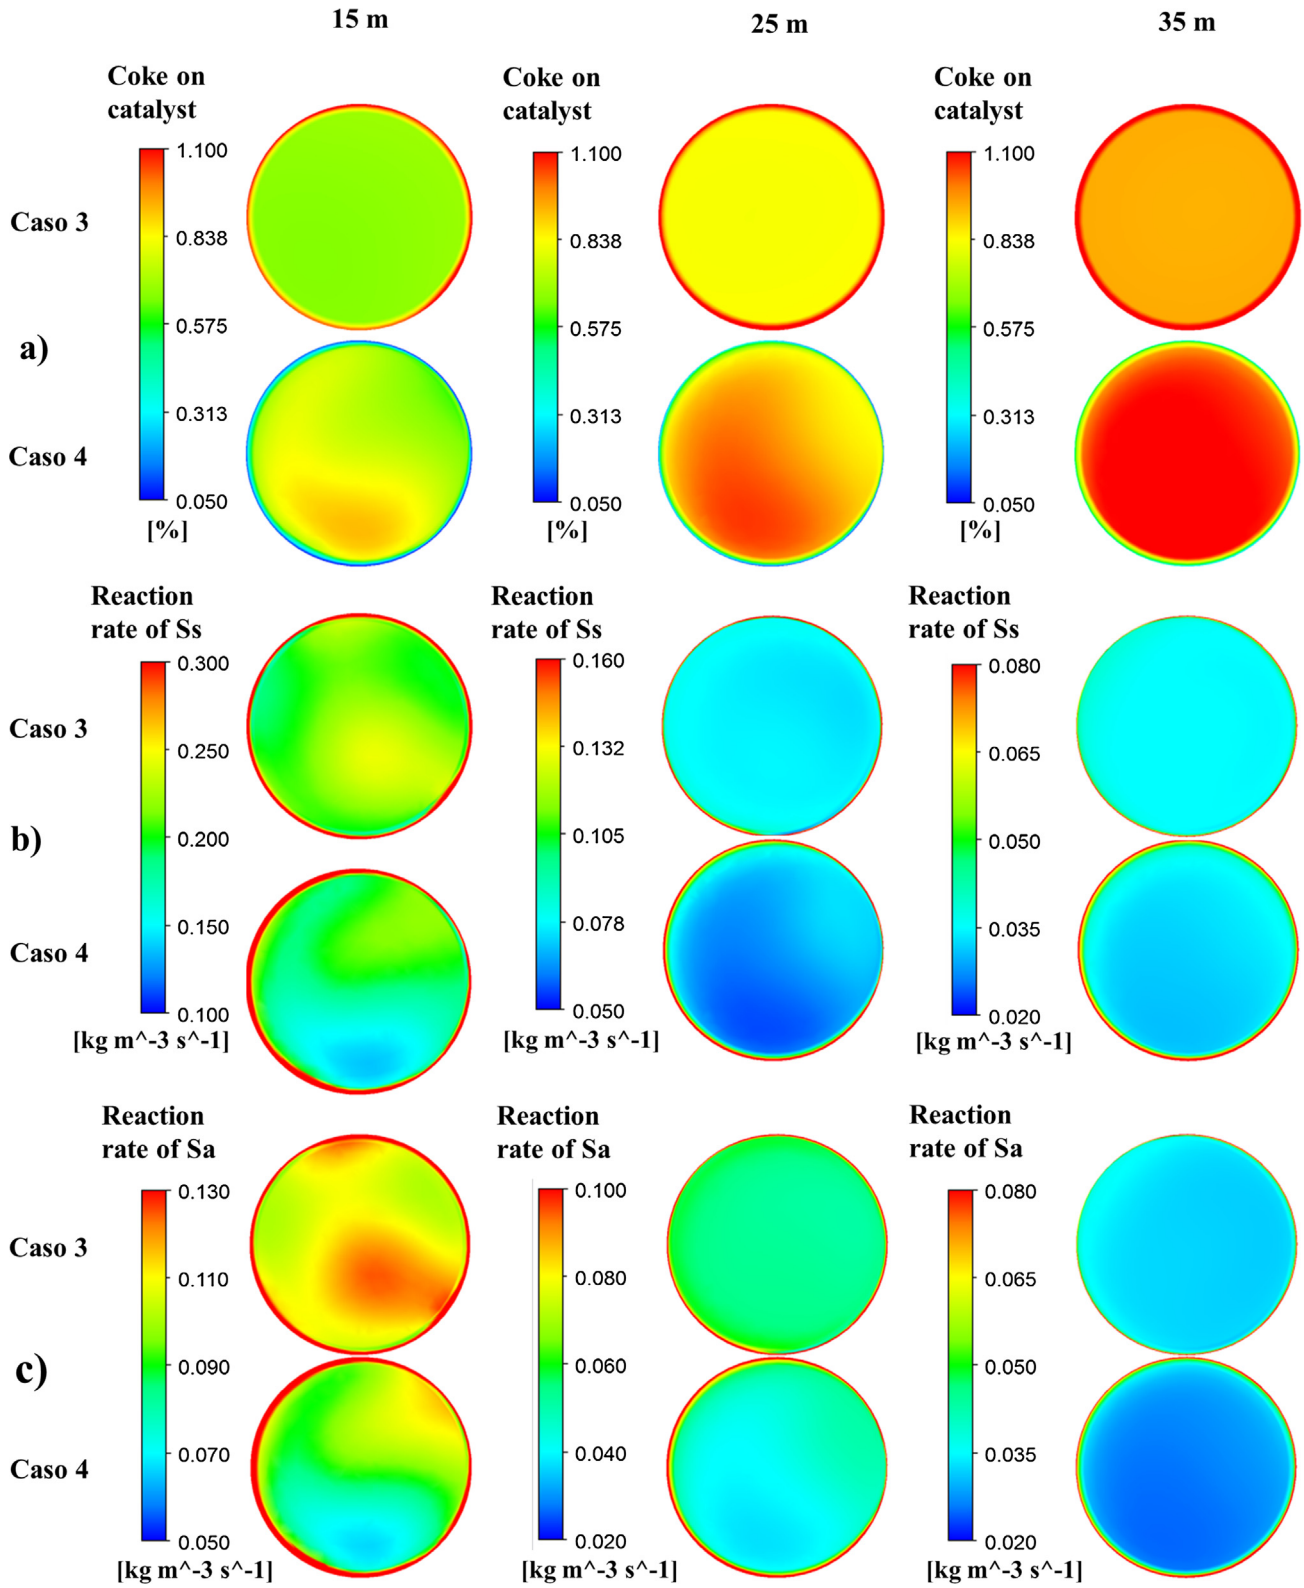 15 m
25 m
35 m
Coke on
catalyst
1.100
0.838
0.575
0.313
0.050
[%]
Coke on
catalyst
1.100
0.838
0.575
0.313
0.050
[%]
Coke on
catalyst
1.100
0.838
0.575
0.313
0.050
[%]
Caso 3
a)
Caso 4
Reaction
rate of Ss
0.300
0.250
0.200
0.150
0.100
[kg m^-3 s^-1]
Reaction
rate of Ss
0.160
0.132
0.105
0.078
0.050
[kg m^-3 s^-1]
Reaction
rate of Ss
0.080
0.065
0.050
0.035
0.020
[kg m^-3 s^-1]
Caso 3
b)
Caso 4
Reaction
rate of Sa
0.130
0.110
0.090
0.070
0.050
[kg m^-3 s^-1]
Reaction
rate of Sa
0.100
0.080
0.060
0.040
0.020
[kg m^-3 s^-1]
Reaction
rate of Sa
0.080
0.065
0.050
0.035
0.020
[kg m^-3 s^-1]
Caso 3
c)
Caso 4